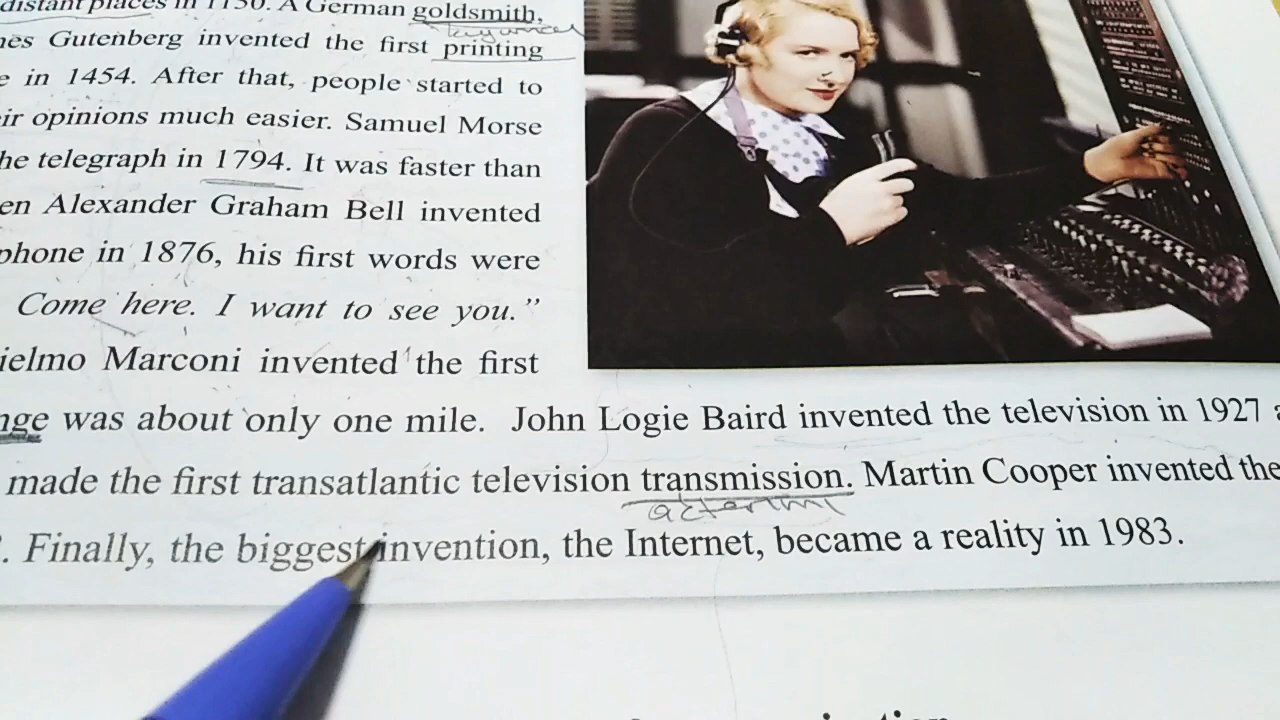 distant places in 1150. A German goldsmith,
nes Gutenberg invented the first printing
e in 1454. After that, people started to
ir opinions much easier. Samuel Morse
he telegraph in 1794. It was faster than
en Alexander Graham Bell invented
phone in 1876, his first words were
Come here. I want to see you.”
ielmo Marconi invented the first
nge was about only one mile. John Logie Baird invented the television in 1927
made the first transatlantic television transmission. Martin Cooper invented the
acterimi
. Finally, the biggest invention, the Internet, became a reality in 1983.